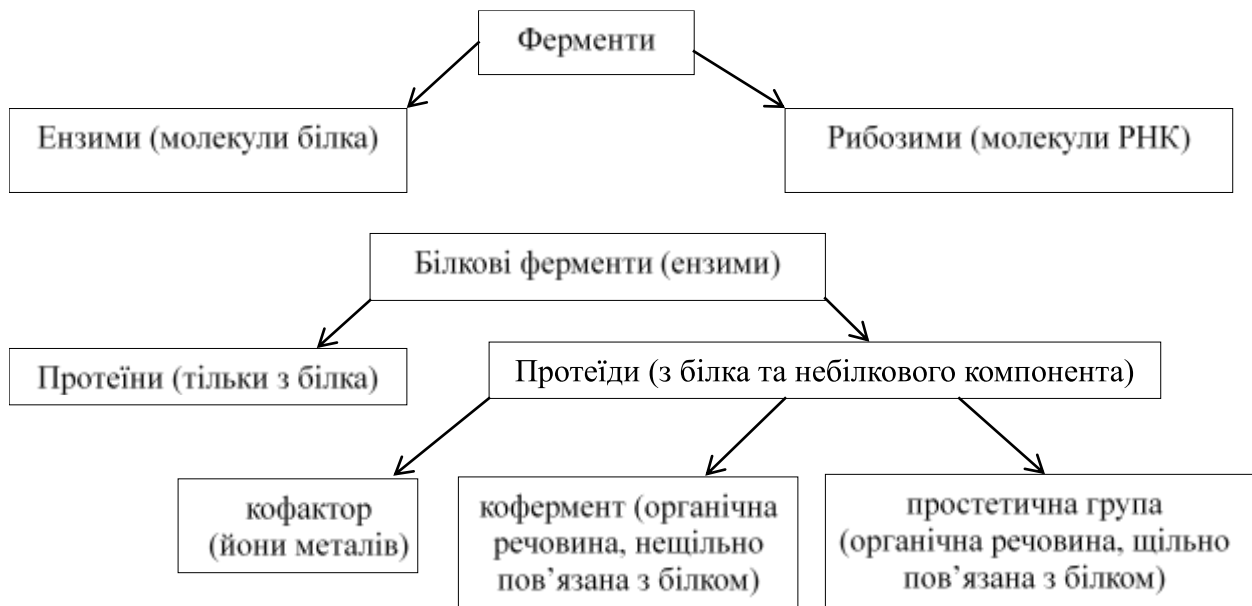 Ферменти
Ензими (молекули білка)
Рибозими (молекули РНК)
Білкові ферменти (ензими)
Протеїни (тільки з білка)
Протеїди (з білка та небілкового компонента)
кофактор
(йони металів)
кофермент (органічна
речовина, нещільно
пов’язана з білком)
простетична група
(органічна речовина, щільно
пов’язана з білком)